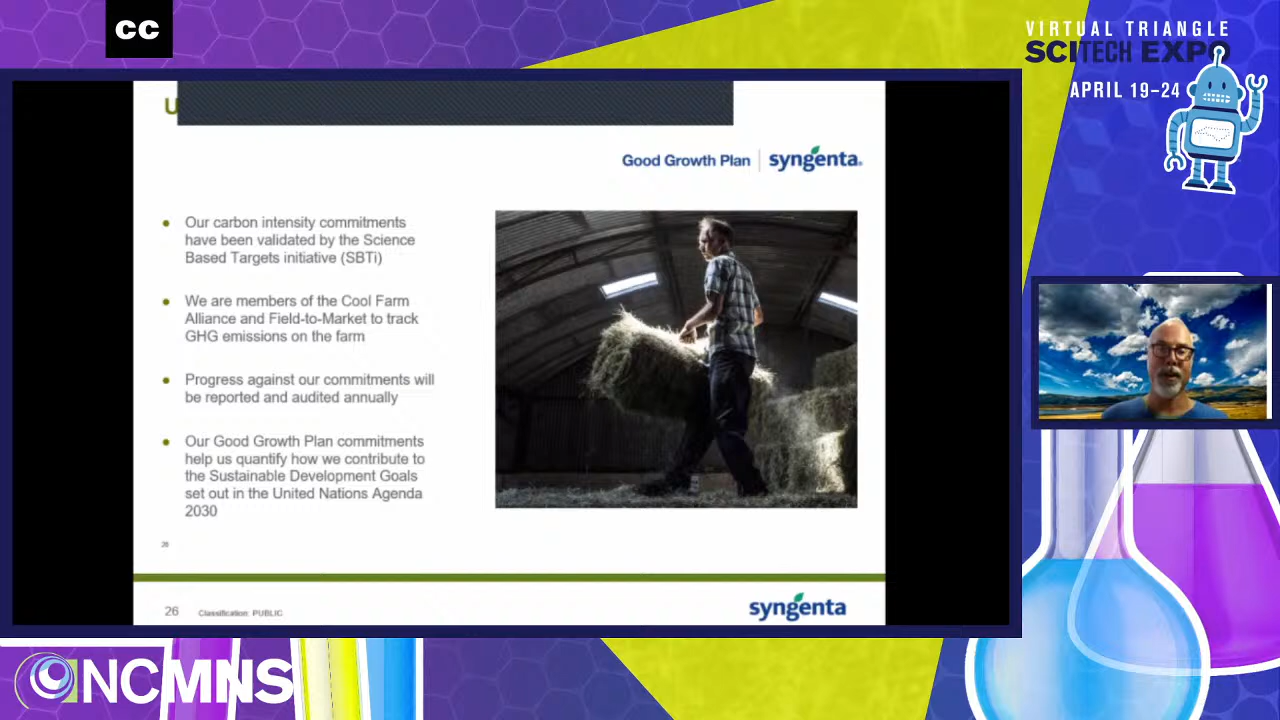 CC
VIRTUAL TRIANGLE
SCITECH EXPO
APRIL 19–24
U
Good Growth Plan
syngenta
• Our carbon intensity commitments
have been validated by the Science
Based Targets initiative (SBTi)
• We are members of the Cool Farm
Alliance and Field-to-Market to track
GHG emissions on the farm
• Progress against our commitments will
be reported and audited annually
• Our Good Growth Plan commitments
help us quantify how we contribute to
the Sustainable Development Goals
set out in the United Nations Agenda
2030
26
26
Classification: PUBLIC
syngenta
NCMNS